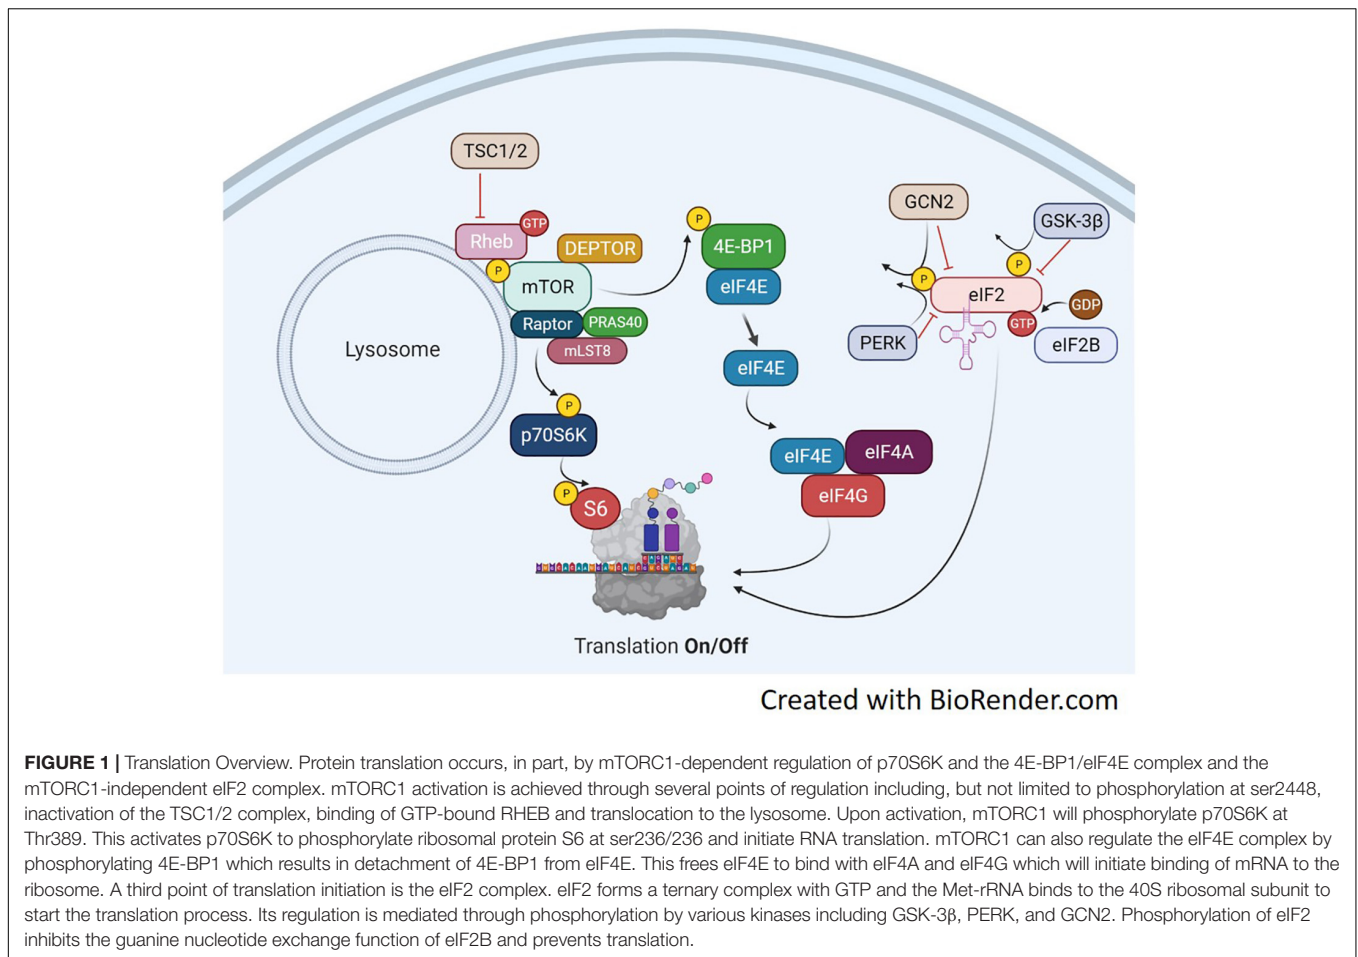 TSC1/2
GTP
Rheb
DEPTOR
P
mTOR
Raptor
PRAS40
mLST8
Lysosome
P
p70S6K
P
S6
P
4E-BP1
eIF4E
eIF4E
eIF4E
eIF4A
eIF4G
GCN2
GSK-3β
P
P
eIF2
GDP
GTP
PERK
eIF2B
Translation On/Off
Created with BioRender.com
FIGURE 1 | Translation Overview. Protein translation occurs, in part, by mTORC1-dependent regulation of p70S6K and the 4E-BP1/eIF4E complex and the
mTORC1-independent eIF2 complex. mTORC1 activation is achieved through several points of regulation including, but not limited to phosphorylation at ser2448,
inactivation of the TSC1/2 complex, binding of GTP-bound RHEB and translocation to the lysosome. Upon activation, mTORC1 will phosphorylate p70S6K at
Thr389. This activates p70S6K to phosphorylate ribosomal protein S6 at ser236/236 and initiate RNA translation. mTORC1 can also regulate the eIF4E complex by
phosphorylating 4E-BP1 which results in detachment of 4E-BP1 from eIF4E. This frees eIF4E to bind with eIF4A and eIF4G which will initiate binding of mRNA to the
ribosome. A third point of translation initiation is the eIF2 complex. eIF2 forms a ternary complex with GTP and the Met-rRNA binds to the 40S ribosomal subunit to
start the translation process. Its regulation is mediated through phosphorylation by various kinases including GSK-3β, PERK, and GCN2. Phosphorylation of eIF2
inhibits the guanine nucleotide exchange function of eIF2B and prevents translation.